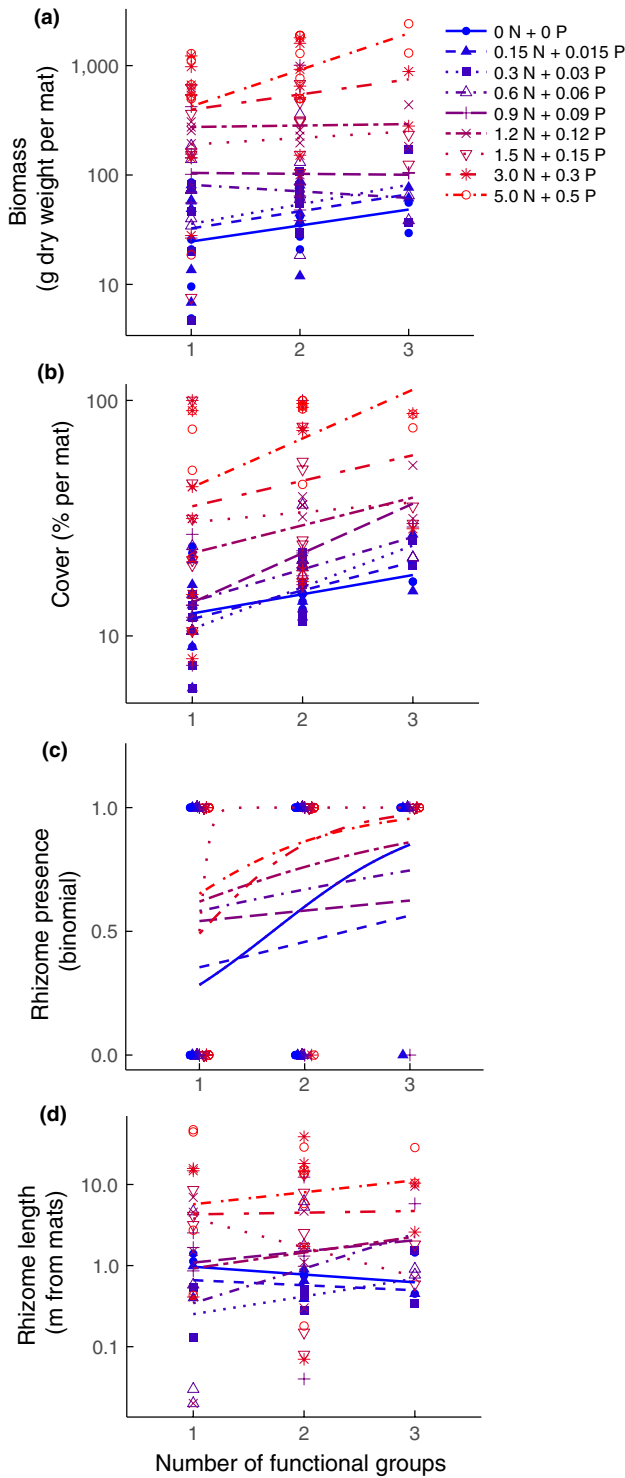 (a)
Biomass
(g dry weight per mat)
1,000
100
10
1 2 3
0 N + 0 P
0.15 N + 0.015 P
0.3 N + 0.03 P
0.6 N + 0.06 P
0.9 N + 0.09 P
1.2 N + 0.12 P
1.5 N + 0.15 P
3.0 N + 0.3 P
5.0 N + 0.5 P
(b)
Cover (% per mat)
100
10
1 2 3
(c)
Rhizome presence
(binomial)
1.0
0.5
0.0
1 2 3
(d)
Rhizome length
(m from mats)
10.0
1.0
0.1
1 2 3
Number of functional groups